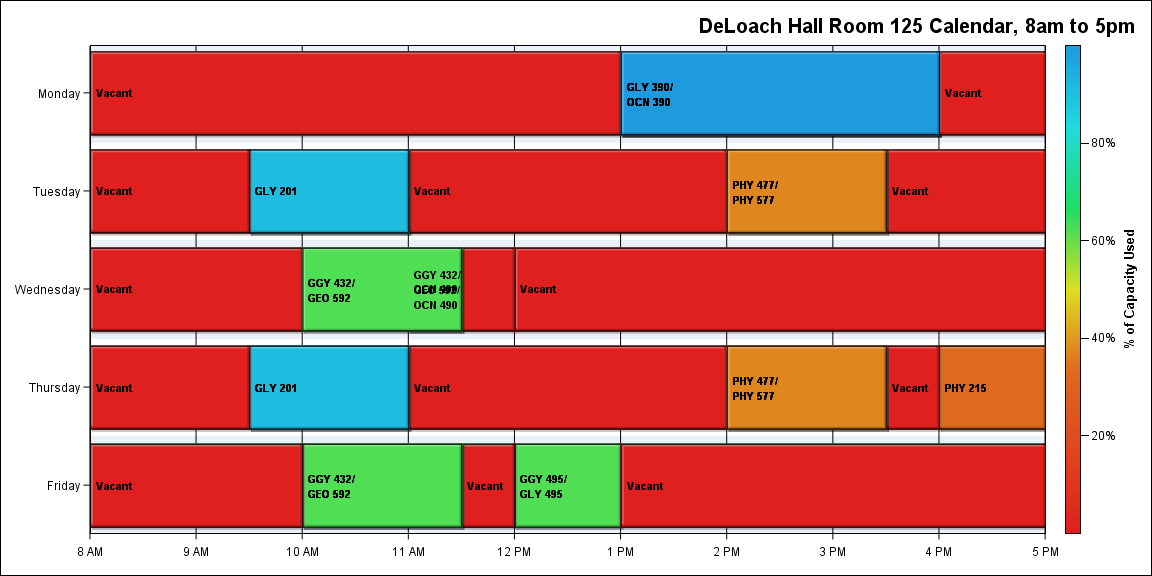 DeLoach Hall Room 125 Calendar, 8am to 5pm
Monday
Vacant
GLY 390/
OCN 390
Vacant
Tuesday
Vacant
GLY 201
Vacant
PHY 477/
PHY 577
Vacant
Wednesday
Vacant
GGY 432/
GEO 592
GGY 432/
OCN 490
Vacant
Thursday
Vacant
GLY 201
Vacant
PHY 477/
PHY 577
Vacant
PHY 215
Friday
Vacant
GGY 432/
GEO 592
Vacant
GGY 495/
GLY 495
Vacant
8 AM
9 AM
10 AM
11 AM
12 PM
1 PM
2 PM
3 PM
4 PM
5 PM
80%
60%
40%
20%
% of Capacity Used